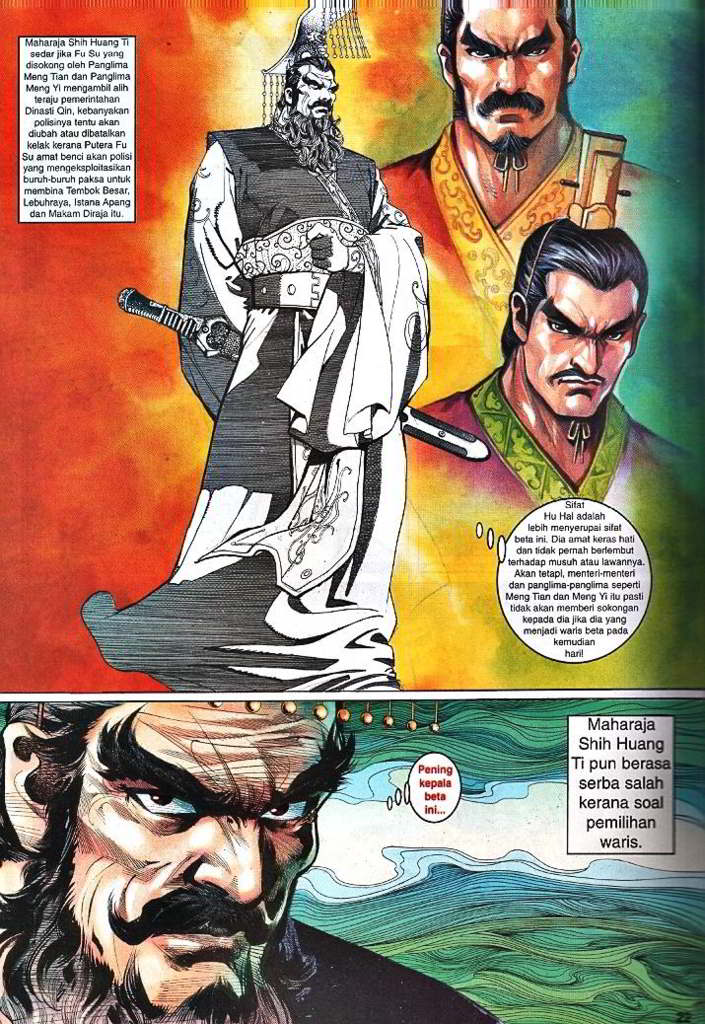 Maharaja Shih Huang Ti
sedar jika Fu Su yang
disokong oleh Panglima
Meng Tian dan Panglima
Meng Yi mengambil alih
teraju pemerintahan
Dinasti Qin, kebanyakan
polisinya tentu akan
diubah atau dibatalkan
kelak kerana Putera Fu
Su amat benci akan polisi
yang mengeksploitasikan
buruh-buruh paksa untuk
membina Tembok Besar,
Lebuhraya, Istana Apang
dan Makam Diraja itu.
Sifat
Hu Hai adalah
lebih menyerupai sifat
beta ini. Dia amat keras hati
dan tidak pernah berlembut
terhadap musuh atau lawannya.
Akan tetapi, menteri-menteri
dan panglima-panglima seperti
Meng Tian dan Meng Yi itu pasti
tidak akan memberi sokongan
kepada dia jika dia yang
menjadi waris beta pada
kemudian
hari!
Pening
kepala
beta
ini...
Maharaja
Shih Huang
Ti pun berasa
serba salah
kerana soal
pemilihan
waris.
22